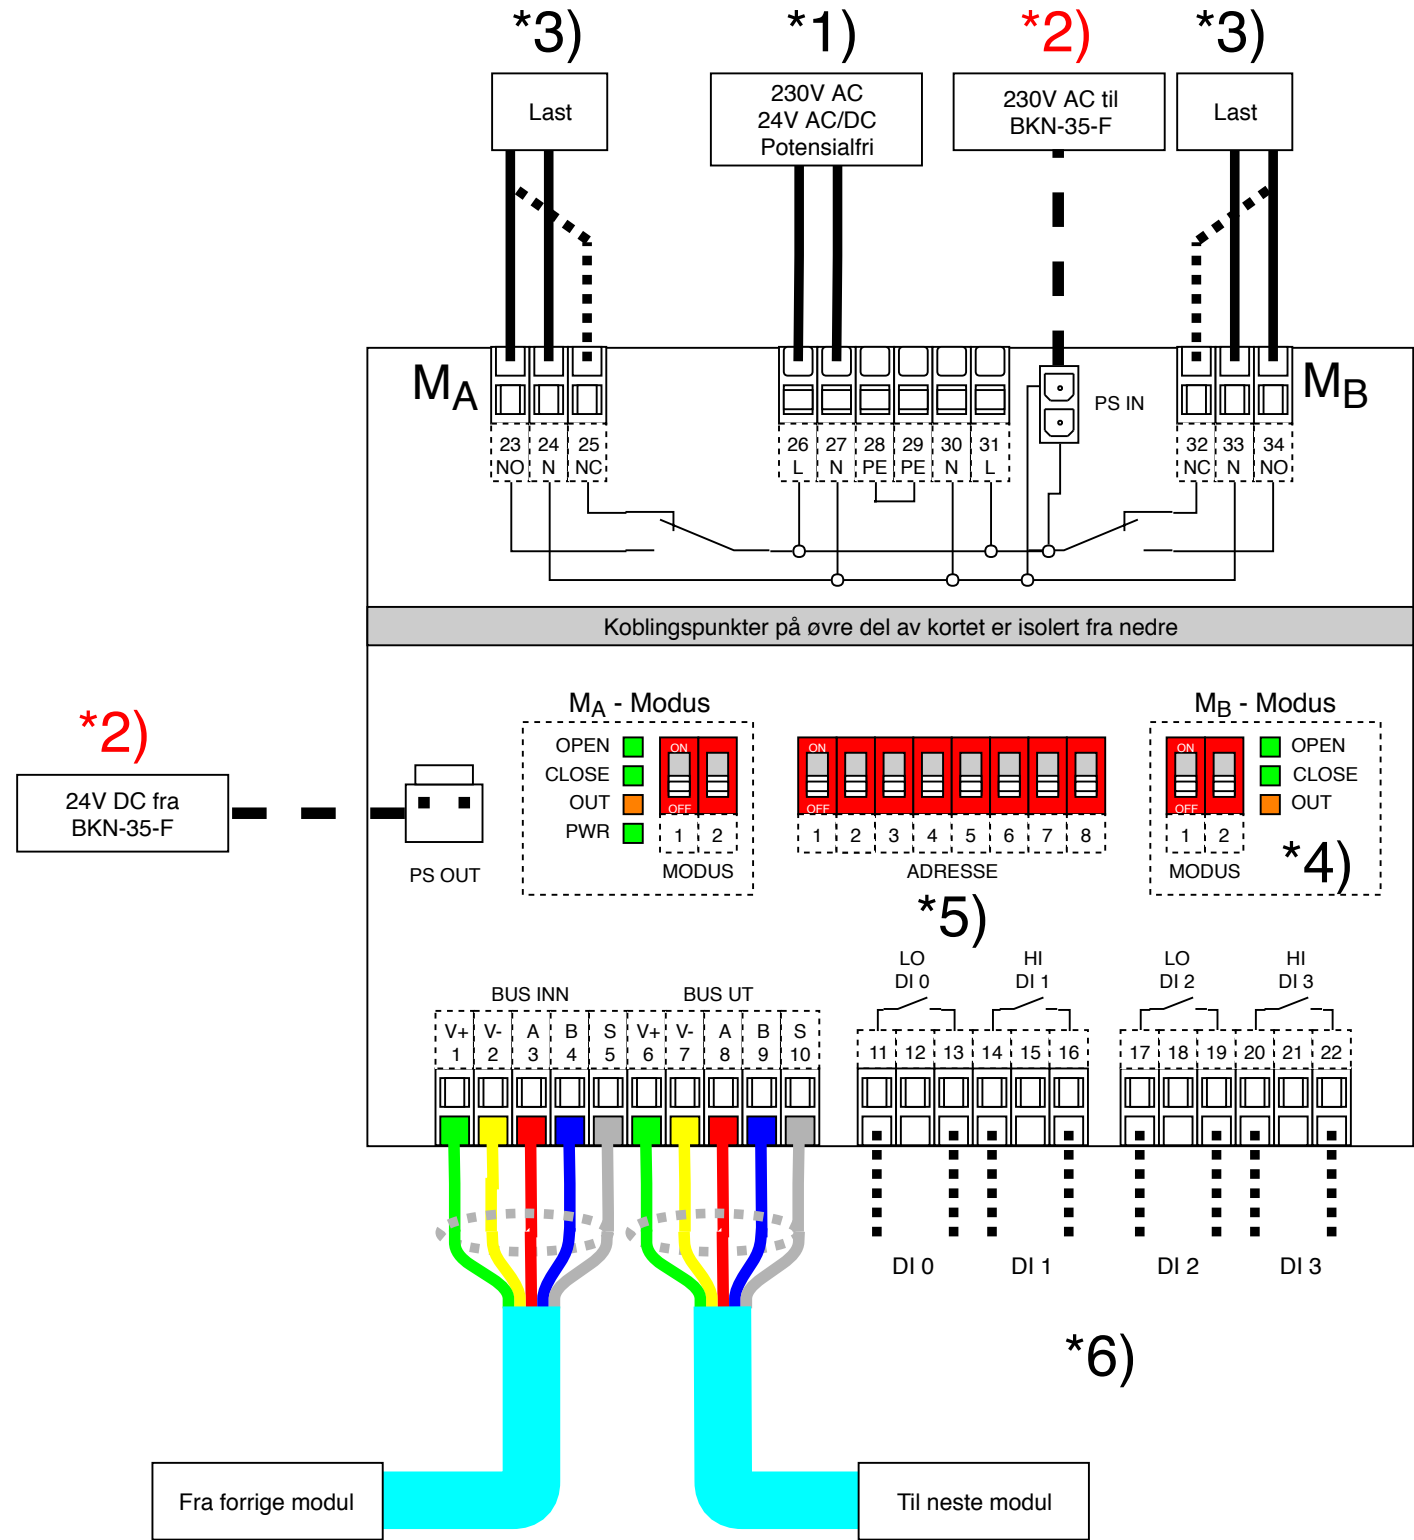 *3)
*1)
*2)
*3)
Last
230V AC
24V AC/DC
Potensialfri
230V AC til
BKN-35-F
Last
MA
MB
PS IN
23 24 25
NO N NC
26 27 28 29 30 31
L N PE PE N L
32 33 34
NC N NO
Koblingspunkter på øvre del av kortet er isolert fra nedre
*2)
24V DC fra
BKN-35-F
PS OUT
MA - Modus
OPEN
CLOSE
OUT
PWR
ON
OFF
1 2
MODUS
ON
OFF
1 2 3 4 5 6 7 8
ADRESSE
*5)
MB - Modus
ON
OFF
1 2
MODUS
OPEN
CLOSE
OUT
*4)
BUS INN
BUS UT
V+ V- A B S V+ V- A B S
1 2 3 4 5 6 7 8 9 10
LO
DI 0
HI
DI 1
LO
DI 2
HI
DI 3
11 12 13 14 15 16
17 18 19 20 21 22
DI 0
DI 1
DI 2
DI 3
*6)
Fra forrige modul
Til neste modul